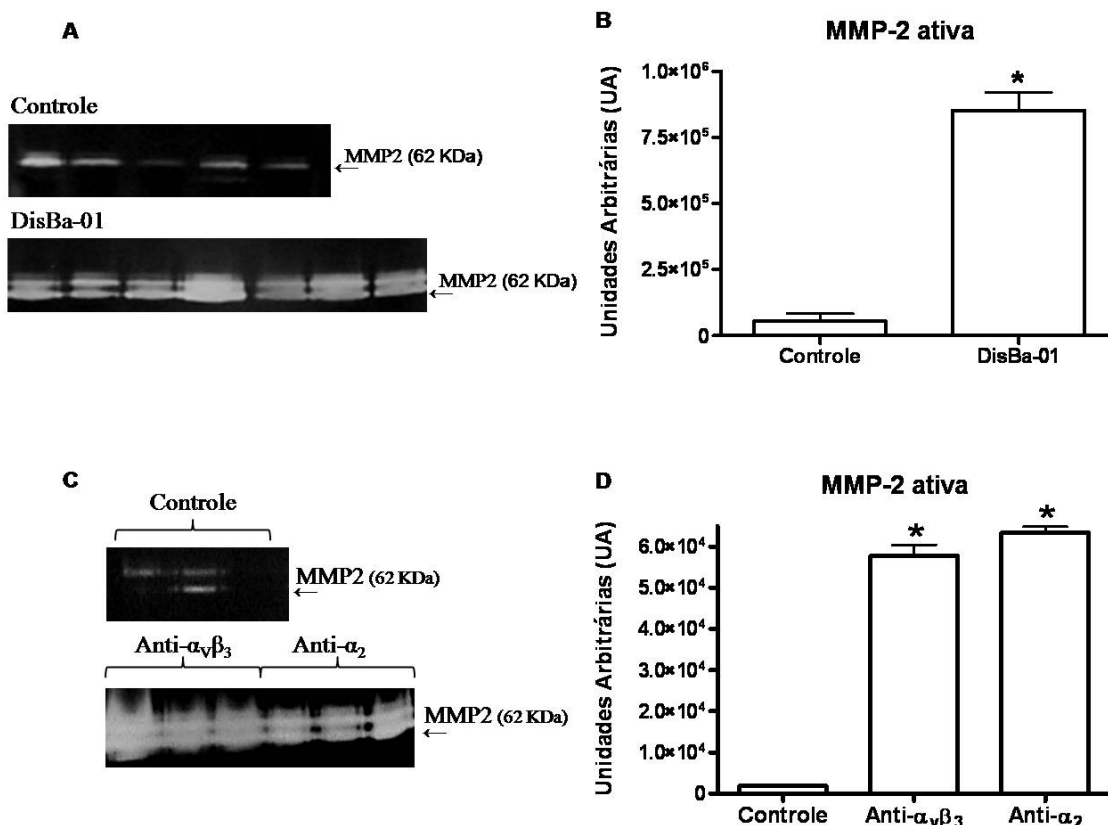 A
Controle
MMP2 (62 KDa)
DisBa-01
MMP2 (62 KDa)
B
MMP-2 ativa
Unidades Arbitrárias (UA)
1.0×10⁶
7.5×10⁵
5.0×10⁵
2.5×10⁵
0
*
Controle
DisBa-01
C
Controle
MMP2 (62 KDa)
Anti-αᵥβ₃
Anti-α₂
MMP2 (62 KDa)
D
MMP-2 ativa
Unidades Arbitrárias (UA)
6.0×10⁴
5.0×10⁴
4.0×10⁴
3.0×10⁴
2.0×10⁴
1.0×10⁴
0
*
*
Controle
Anti-αᵥβ₃
Anti-α₂